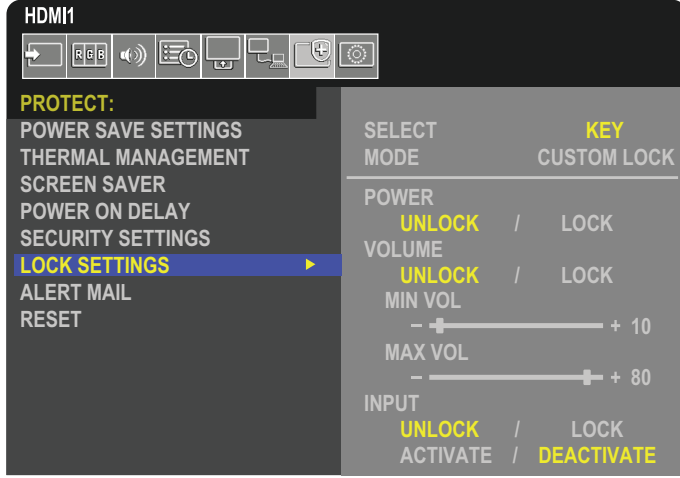 HDMI1
RGB
PROTECT:
POWER SAVE SETTINGS
THERMAL MANAGEMENT
SCREEN SAVER
POWER ON DELAY
SECURITY SETTINGS
LOCK SETTINGS
ALERT MAIL
RESET
SELECT KEY
MODE CUSTOM LOCK
POWER
UNLOCK / LOCK
VOLUME
UNLOCK / LOCK
MIN VOL
− + 10
MAX VOL
− + 80
INPUT
UNLOCK / LOCK
ACTIVATE / DEACTIVATE